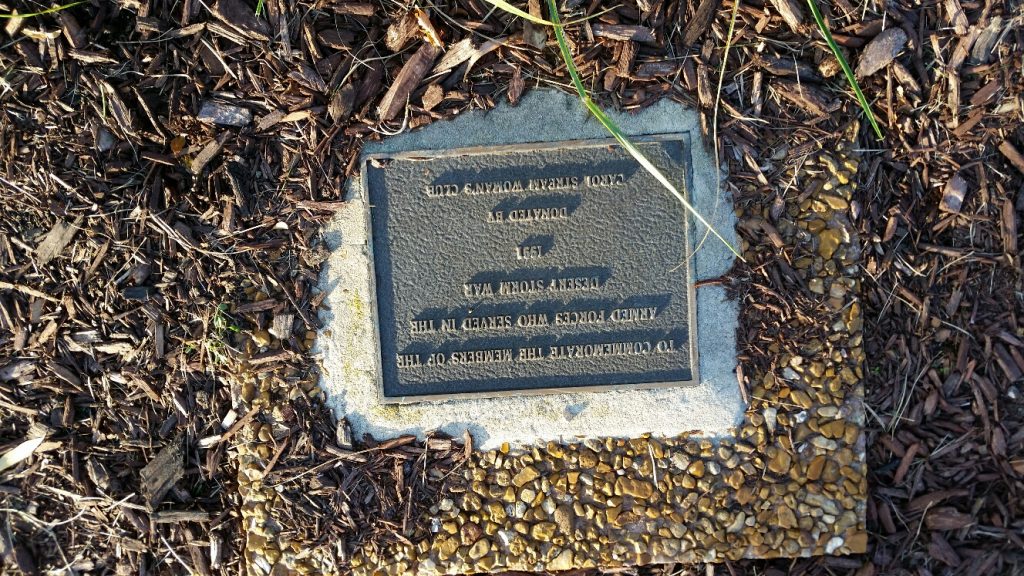 TO COMMEMORATE THE MEMBERS OF THE
ARMED FORCES WHO SERVED IN THE
DESERT STORM WAR
1991
DONATED BY
CAROL STREAM WOMAN'S CLUB